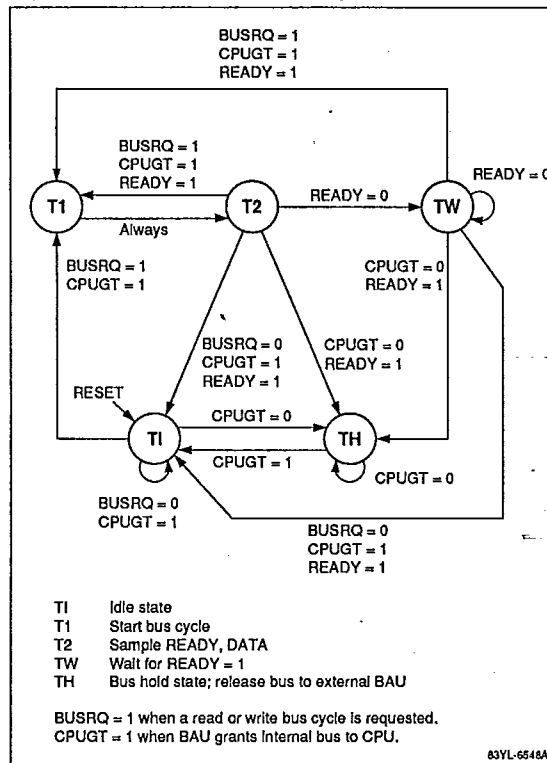 BUSRQ = 1
CPUGT = 1
READY = 1
BUSRQ = 1
CPUGT = 1
READY = 1
READY = 0
T1
T2
READY = 0
TW
Always
BUSRQ = 1
CPUGT = 1
CPUGT = 0
READY = 1
BUSRQ = 0
CPUGT = 1
READY = 1
CPUGT = 0
READY = 1
RESET
CPUGT = 0
TI
TH
CPUGT = 1
CPUGT = 0
BUSRQ = 0
CPUGT = 1
BUSRQ = 0
CPUGT = 1
READY = 1
TI Idle state
T1 Start bus cycle
T2 Sample READY, DATA
TW Wait for READY = 1
TH Bus hold state; release bus to external BAU
BUSRQ = 1 when a read or write bus cycle is requested.
CPUGT = 1 when BAU grants internal bus to CPU.
83YL-6548A